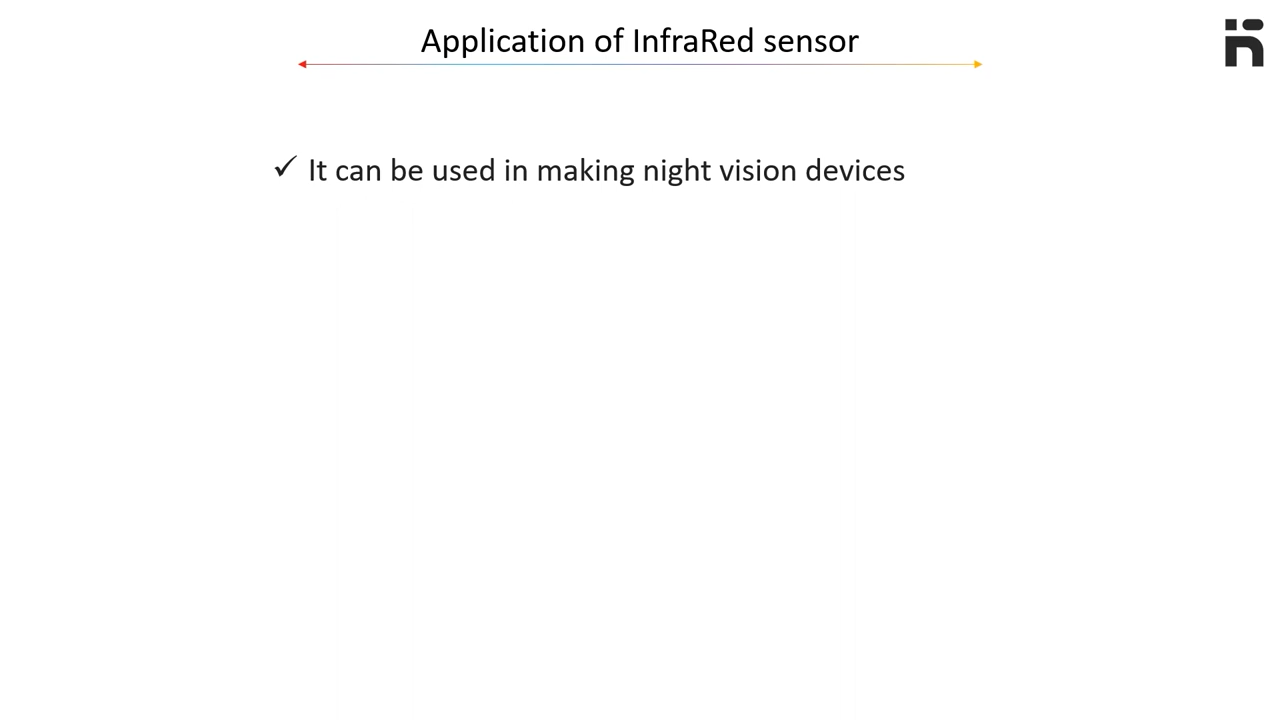 Application of InfraRed sensor
✓ It can be used in making night vision devices